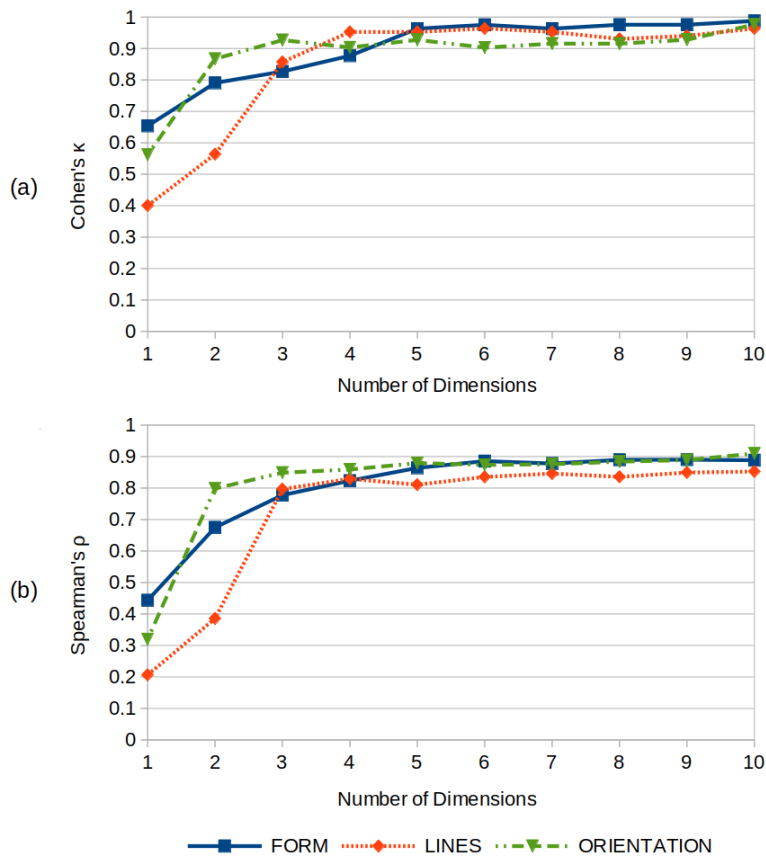 1
0.9
0.8
0.7
0.6
0.5
0.4
0.3
0.2
0.1
0
(a)
Cohen's κ
1 2 3 4 5 6 7 8 9 10
Number of Dimensions
1
0.9
0.8
0.7
0.6
0.5
0.4
0.3
0.2
0.1
0
(b)
Spearman's ρ
1 2 3 4 5 6 7 8 9 10
Number of Dimensions
FORM LINES ORIENTATION